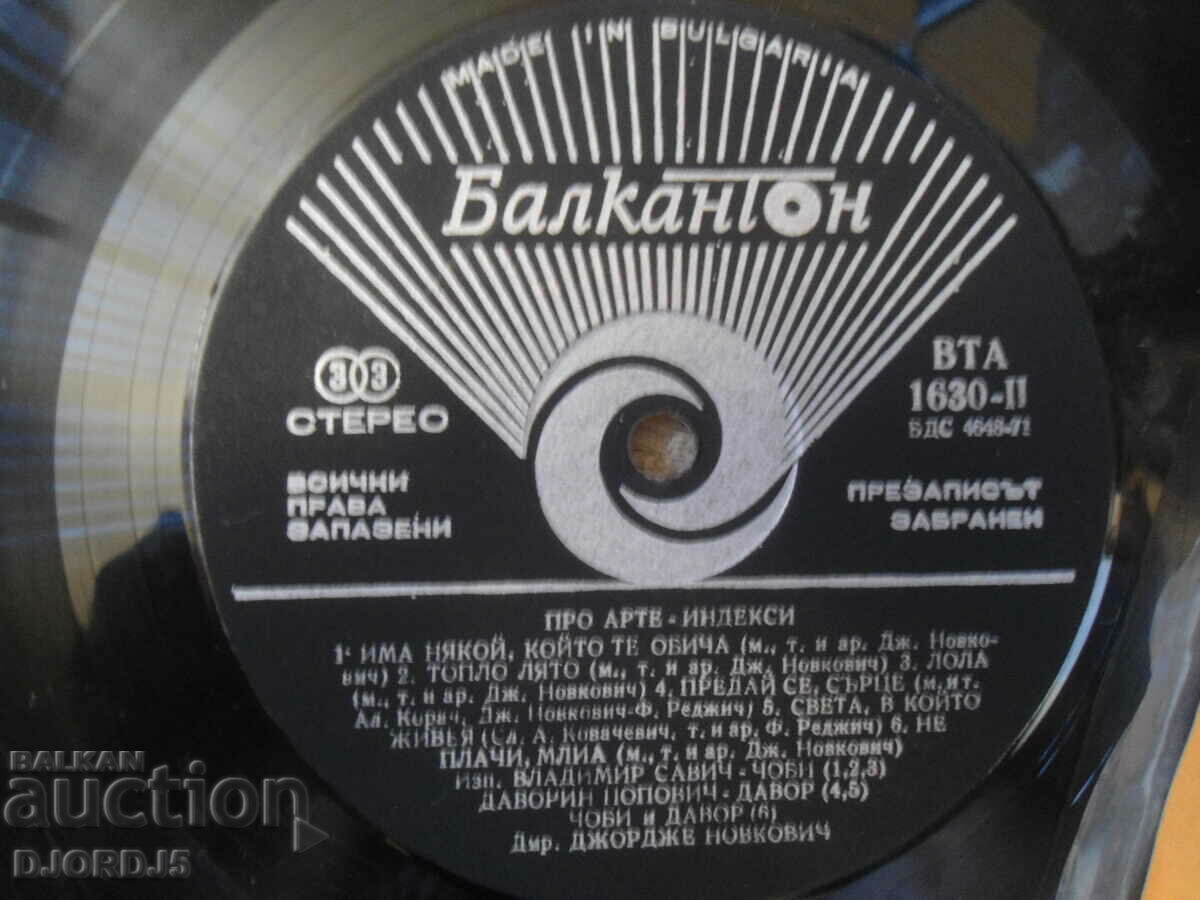 MADE IN BULGARIA
Балкантон
33
СТЕРЕО
ВТА
1630-II
БДС 4648-71
ВСИЧКИ
ПРАВА
ЗАПАЗЕНИ
ПРЕЗАПИСЪТ
ЗАБРАНЕН
ПРО АРТЕ - ИНДЕКСИ
1. ИМА НЯКОЙ, КОЙТО ТЕ ОБИЧА (м., т. и ар. Дж. Новко-
вич) 2. ТОПЛО ЛЯТО (м., т. и ар. Дж. Новкович) 3. ЛОЛА
(м., т. и ар. Дж. Новкович) 4. ПРЕДАЙ СЕ, СЪРЦЕ (м. и т.
Ал. Корач, Дж. Новкович-Ф. Реджич) 5. СВЕТА, В КОЙТО
ЖИВЕЯ (Сл. А. Ковачевич, т. и ар. Ф. Реджич) 6. НЕ
ПЛАЧИ, МЛИА (м., т. и ар. Дж. Новкович)
Изп. ВЛАДИМИР САВИЧ - ЧОБИ (1,2,3)
ДАВОРИН ПОПОВИЧ - ДАВОР (4,5)
ЧОБИ и ДАВОР (6)
Дир. ДЖОРДЖЕ НОВКОВИЧ
BALKAN
auction
DJORDJ5